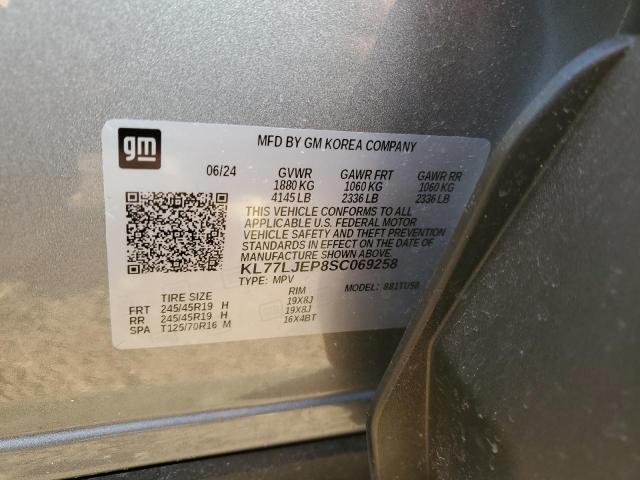 gm
MFD BY GM KOREA COMPANY
06/24 GVWR GAWR FRT GAWR RR
1880 KG 1060 KG 1060 KG
4145 LB 2336 LB 2336 LB
THIS VEHICLE CONFORMS TO ALL
APPLICABLE U.S. FEDERAL MOTOR
VEHICLE SAFETY AND THEFT PREVENTION
STANDARDS IN EFFECT ON THE DATE OF
MANUFACTURE SHOWN ABOVE.
KL77LJEP8SC069258
TYPE: MPV MODEL: 881TU58
TIRE SIZE RIM
FRT 245/45R19 H 19X8J
RR 245/45R19 H 19X8J
SPA T125/70R16 M 16X4BT